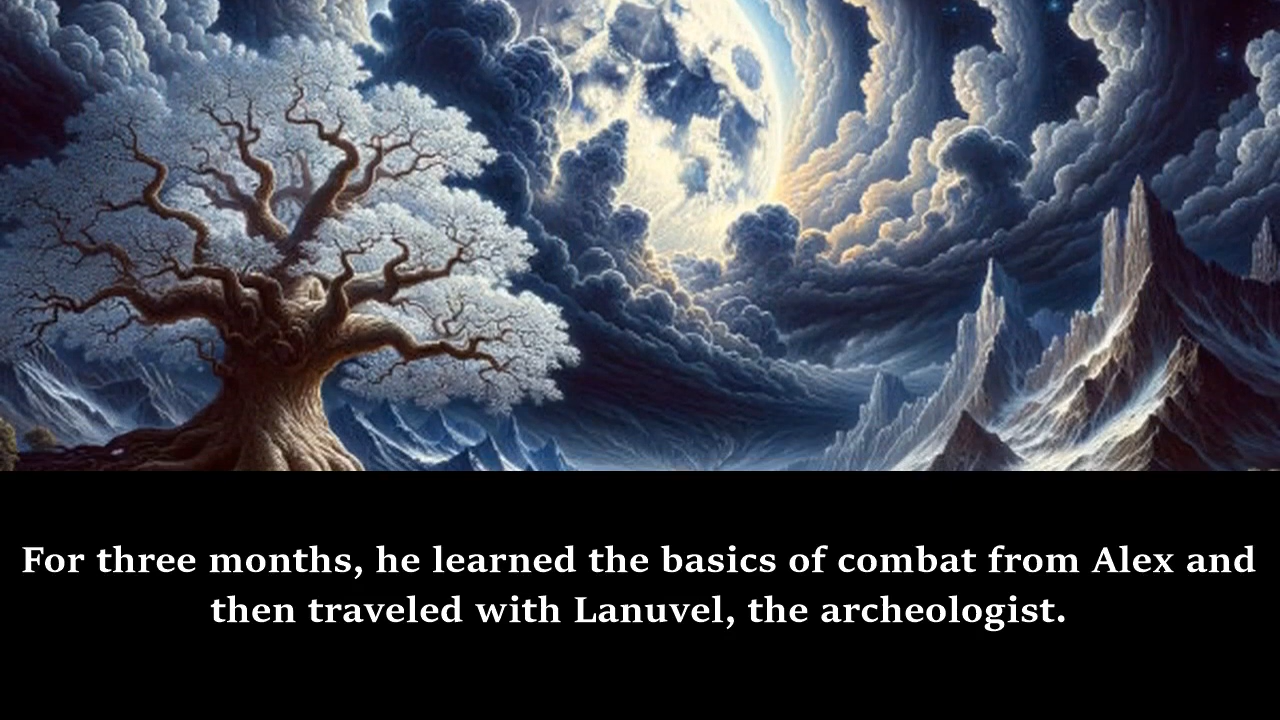 For three months, he learned the basics of combat from Alex and
then traveled with Lanuvel, the archeologist.